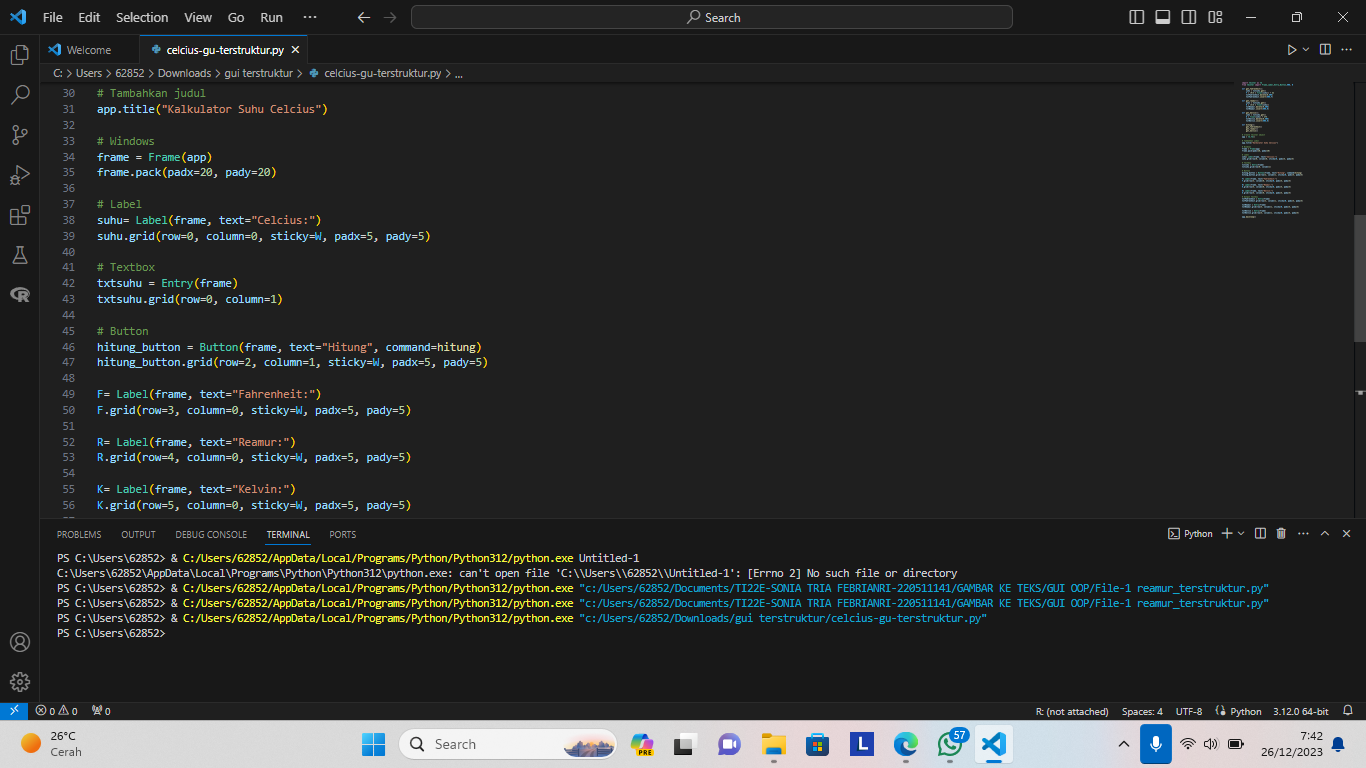 File Edit Selection View Go Run ··· Search
Welcome celcius-gu-terstruktur.py
C: > Users > 62852 > Downloads > gui terstruktur > celcius-gu-terstruktur.py > ...
30 # Tambahkan judul
31 app.title("Kalkulator Suhu Celcius")
32
33 # Windows
34 frame = Frame(app)
35 frame.pack(padx=20, pady=20)
36
37 # Label
38 suhu= Label(frame, text="Celcius:")
39 suhu.grid(row=0, column=0, sticky=W, padx=5, pady=5)
40
41 # Textbox
42 txtsuhu = Entry(frame)
43 txtsuhu.grid(row=0, column=1)
44
45 # Button
46 hitung_button = Button(frame, text="Hitung", command=hitung)
47 hitung_button.grid(row=2, column=1, sticky=W, padx=5, pady=5)
48
49 F= Label(frame, text="Fahrenheit:")
50 F.grid(row=3, column=0, sticky=W, padx=5, pady=5)
51
52 R= Label(frame, text="Reamur:")
53 R.grid(row=4, column=0, sticky=W, padx=5, pady=5)
54
55 K= Label(frame, text="Kelvin:")
56 K.grid(row=5, column=0, sticky=W, padx=5, pady=5)
PROBLEMS OUTPUT DEBUG CONSOLE TERMINAL PORTS Python
PS C:\Users\62852> & C:/Users/62852/AppData/Local/Programs/Python/Python312/python.exe Untitled-1
C:\Users\62852\AppData\Local\Programs\Python\Python312\python.exe: can't open file 'C:\\Users\\62852\\Untitled-1': [Errno 2] No such file or directory
PS C:\Users\62852> & C:/Users/62852/AppData/Local/Programs/Python/Python312/python.exe "c:/Users/62852/Documents/TI22E-SONIA TRIA FEBRIANRI-220511141/GAMBAR KE TEKS/GUI OOP/File-1 reamur_terstruktur.py"
PS C:\Users\62852> & C:/Users/62852/AppData/Local/Programs/Python/Python312/python.exe "c:/Users/62852/Documents/TI22E-SONIA TRIA FEBRIANRI-220511141/GAMBAR KE TEKS/GUI OOP/File-1 reamur_terstruktur.py"
PS C:\Users\62852> & C:/Users/62852/AppData/Local/Programs/Python/Python312/python.exe "c:/Users/62852/Downloads/gui terstruktur/celcius-gu-terstruktur.py"
PS C:\Users\62852>
0 0 0 R: (not attached) Spaces: 4 UTF-8 Python 3.12.0 64-bit
26°C
Cerah
Search
PRE
L
57
7:42
26/12/2023